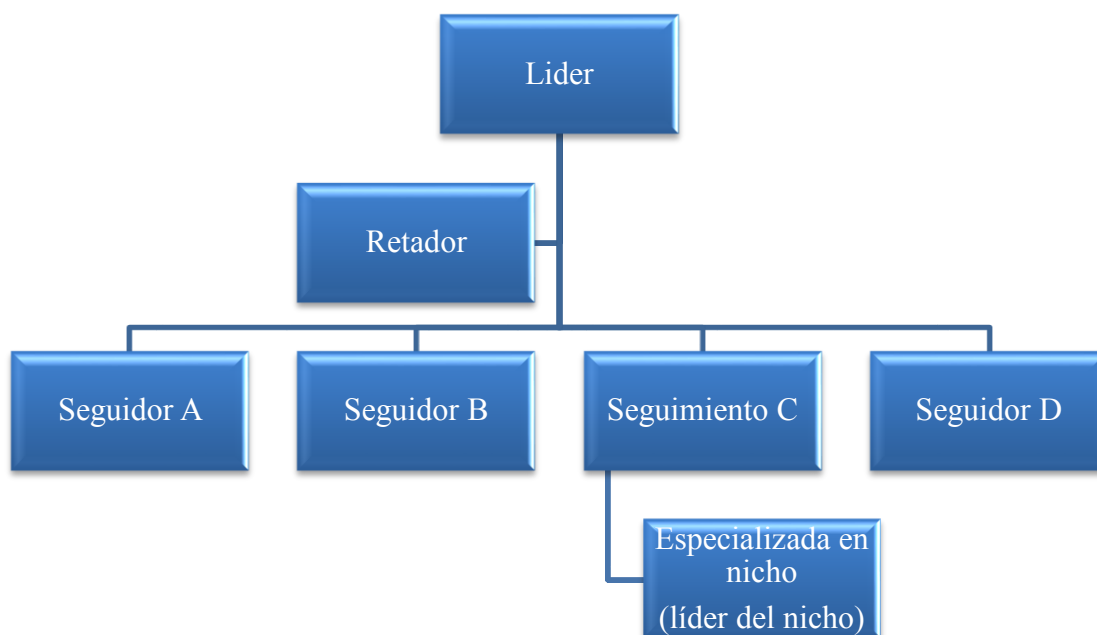 Lider
Retador
Seguidor A
Seguidor B
Seguimiento C
Seguidor D
Especializada en
nicho
(líder del nicho)